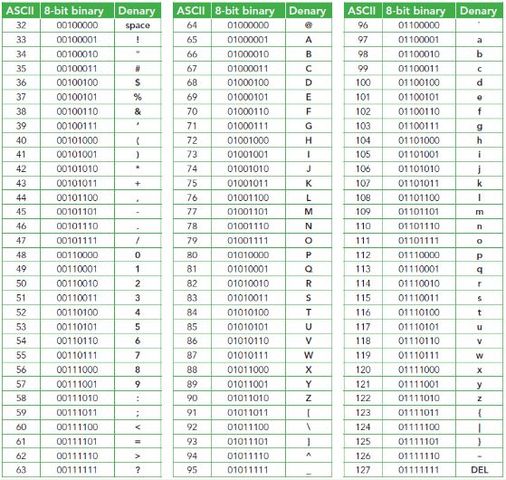 ASCII 8-bit binary Denary ASCII 8-bit binary Denary ASCII 8-bit binary Denary
32 00100000 space 64 01000000 @ 96 01100000 `
33 00100001 ! 65 01000001 A 97 01100001 a
34 00100010 " 66 01000010 B 98 01100010 b
35 00100011 # 67 01000011 C 99 01100011 c
36 00100100 $ 68 01000100 D 100 01100100 d
37 00100101 % 69 01000101 E 101 01100101 e
38 00100110 & 70 01000110 F 102 01100110 f
39 00100111 ' 71 01000111 G 103 01100111 g
40 00101000 ( 72 01001000 H 104 01101000 h
41 00101001 ) 73 01001001 I 105 01101001 i
42 00101010 * 74 01001010 J 106 01101010 j
43 00101011 + 75 01001011 K 107 01101011 k
44 00101100 , 76 01001100 L 108 01101100 l
45 00101101 - 77 01001101 M 109 01101101 m
46 00101110 . 78 01001110 N 110 01101110 n
47 00101111 / 79 01001111 O 111 01101111 o
48 00110000 0 80 01010000 P 112 01110000 p
49 00110001 1 81 01010001 Q 113 01110001 q
50 00110010 2 82 01010010 R 114 01110010 r
51 00110011 3 83 01010011 S 115 01110011 s
52 00110100 4 84 01010100 T 116 01110100 t
53 00110101 5 85 01010101 U 117 01110101 u
54 00110110 6 86 01010110 V 118 01110110 v
55 00110111 7 87 01010111 W 119 01110111 w
56 00111000 8 88 01011000 X 120 01111000 x
57 00111001 9 89 01011001 Y 121 01111001 y
58 00111010 : 90 01011010 Z 122 01111010 z
59 00111011 ; 91 01011011 [ 123 01111011 {
60 00111100 < 92 01011100 \ 124 01111100 |
61 00111101 = 93 01011101 ] 125 01111101 }
62 00111110 > 94 01011110 ^ 126 01111110 ~
63 00111111 ? 95 01011111 _ 127 01111111 DEL